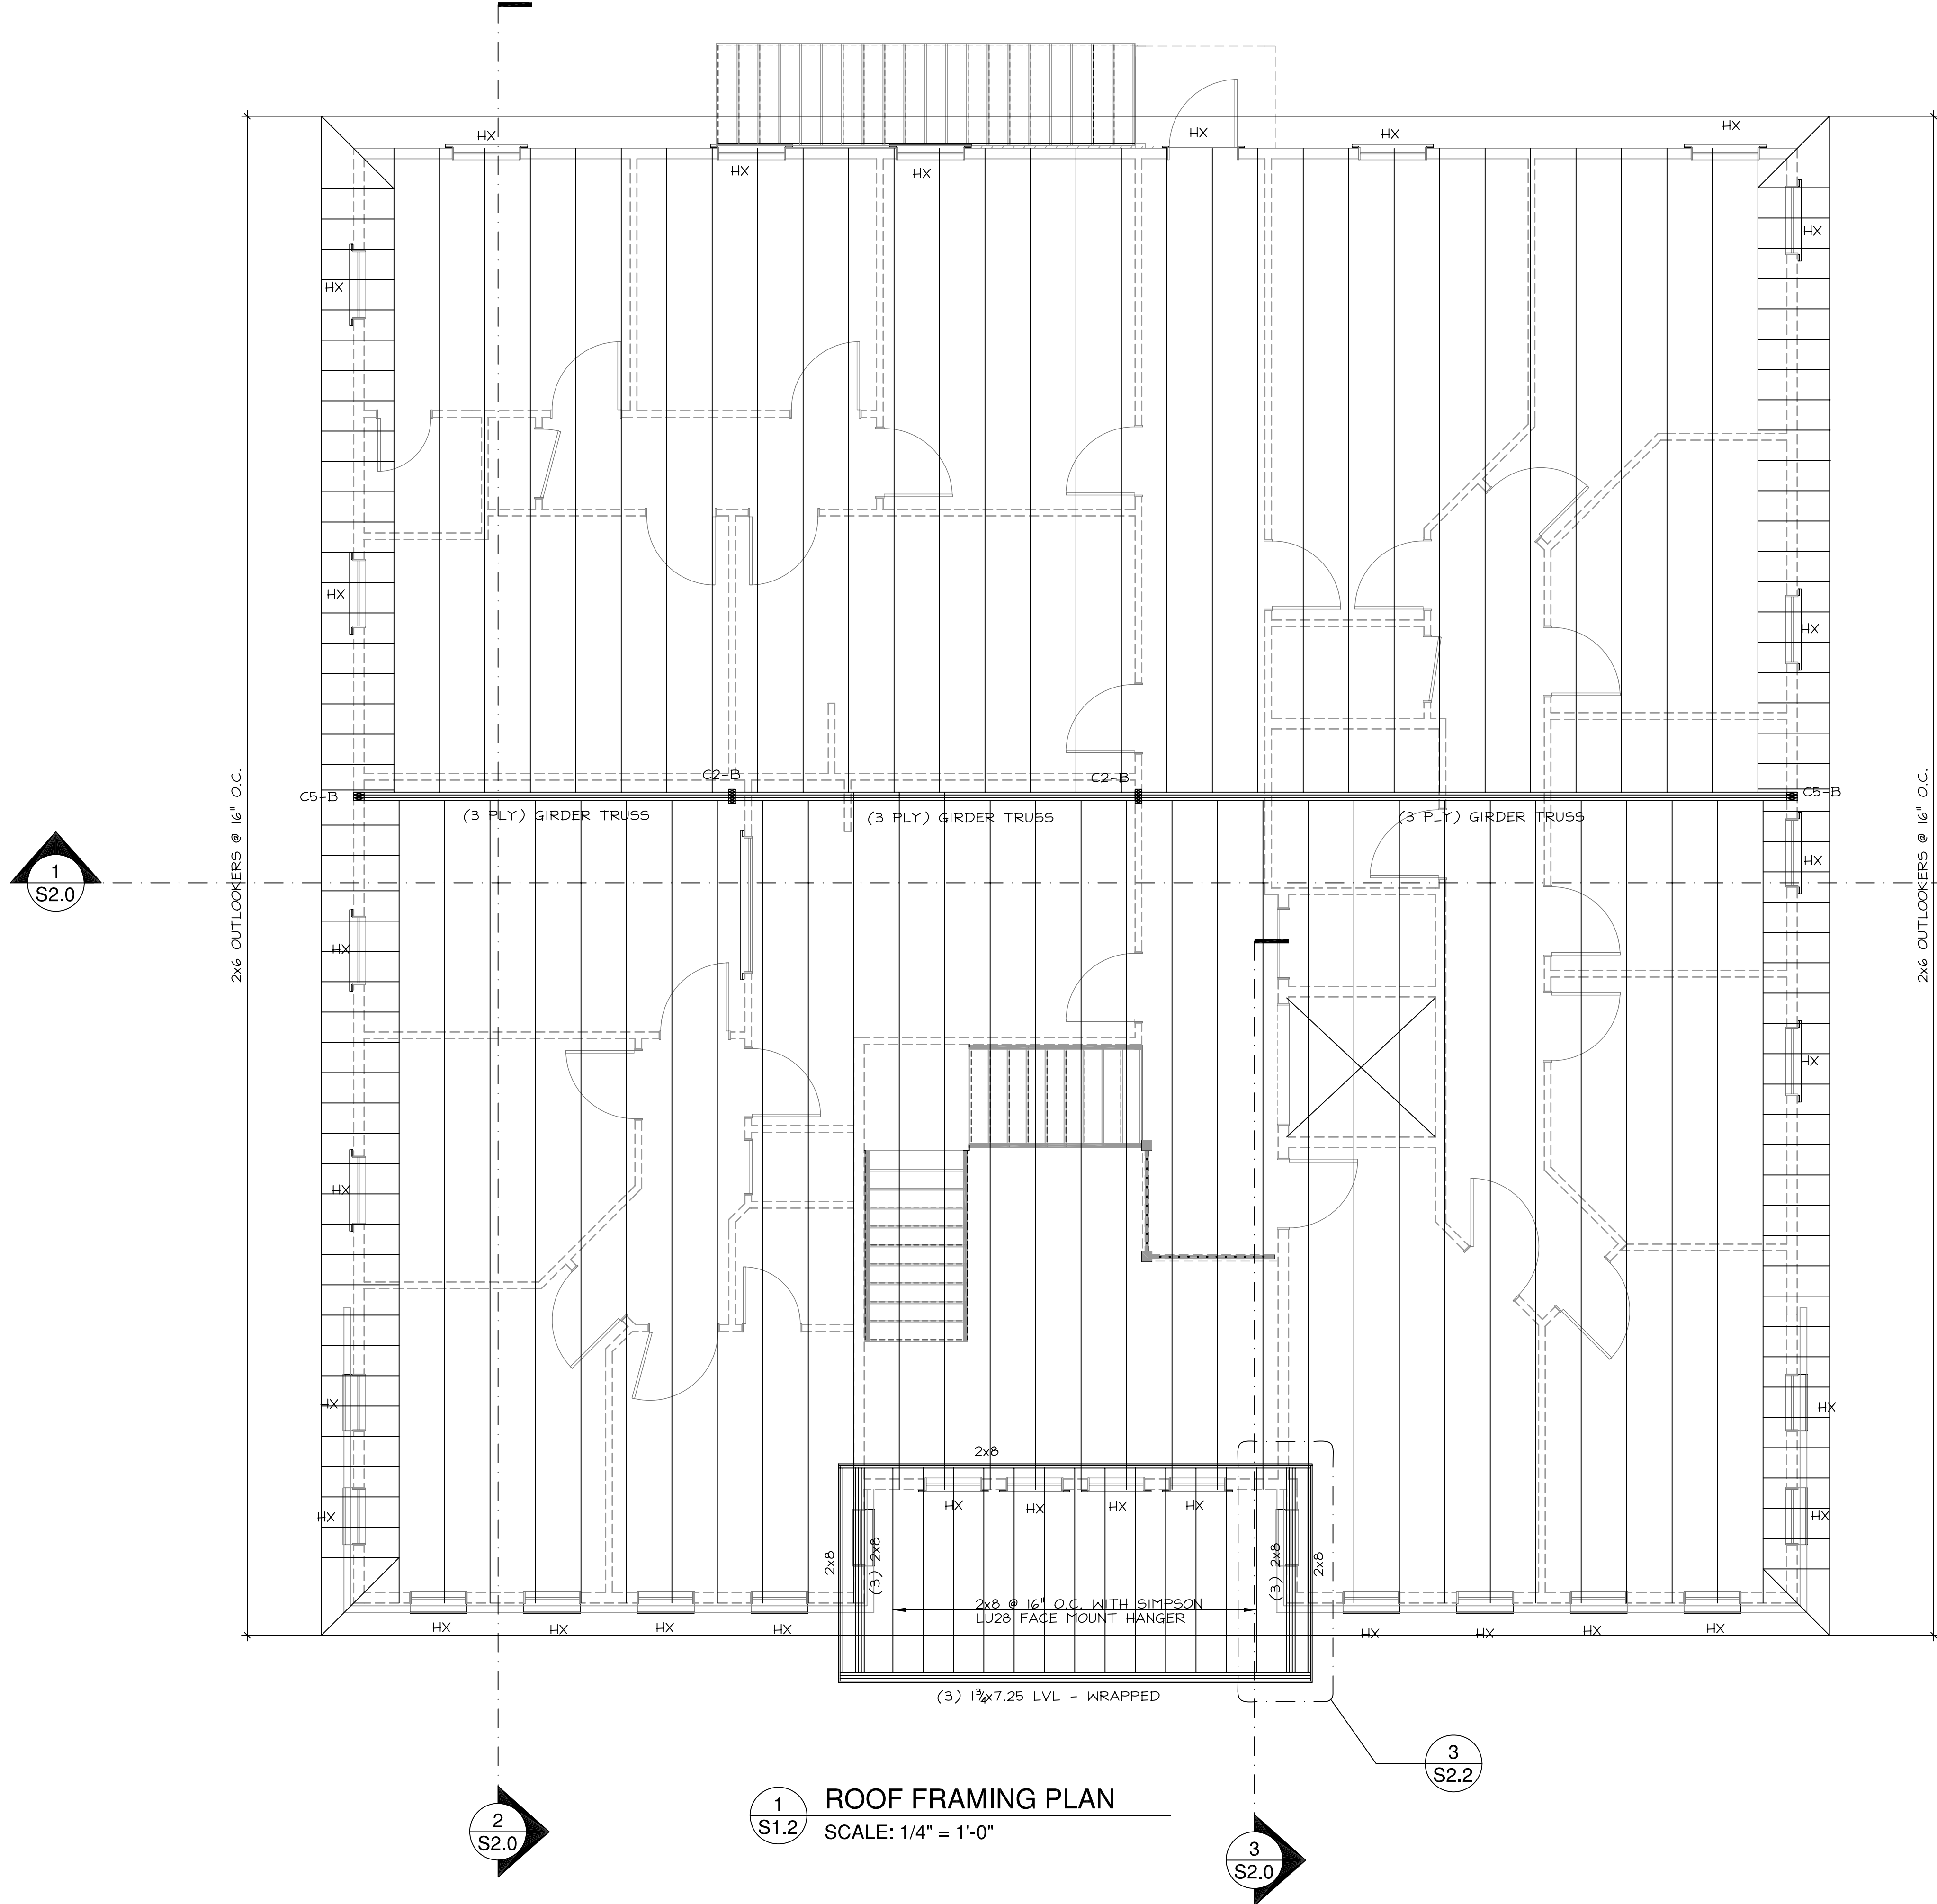 HX
HX
HX
HX
HX
HX
HX
HX
HX
HX
HX
2x6 OUTLOOKERS @ 16" O.C.
2x6 OUTLOOKERS @ 16" O.C.
C2-B
C2-B
C5-B
C5-B
(3 PLY) GIRDER TRUSS
(3 PLY) GIRDER TRUSS
(3 PLY) GIRDER TRUSS
1
S2.0
HX
HX
HX
HX
HX
HX
2x8
HX
HX
HX
HX
HX
HX
2x8
(3) 2x8
(3) 2x8
2x8
2x8 @ 16" O.C. WITH SIMPSON
LU28 FACE MOUNT HANGER
HX
HX
HX
HX
HX
HX
HX
HX
(3) 1¾x7.25 LVL - WRAPPED
3
S2.2
1
S1.2
ROOF FRAMING PLAN
SCALE: 1/4" = 1'-0"
2
S2.0
3
S2.0